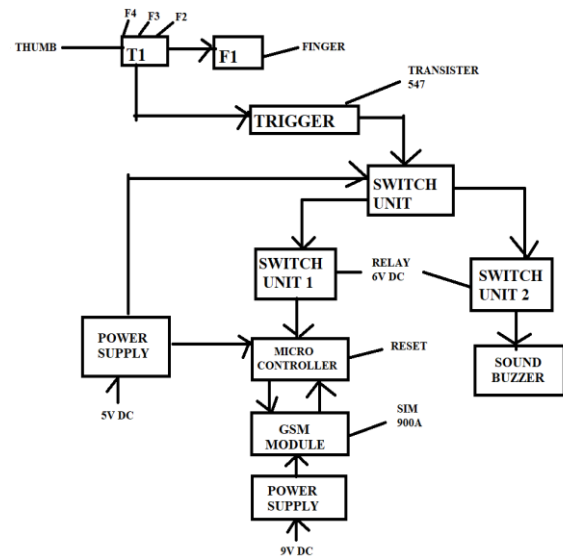 F4
F3
F2
THUMB
T1
F1
FINGER
TRANSISTER
547
TRIGGER
SWITCH
UNIT
SWITCH
UNIT 1
RELAY
6V DC
SWITCH
UNIT 2
POWER
SUPPLY
MICRO
CONTROLLER
RESET
SOUND
BUZZER
5V DC
GSM
MODULE
SIM
900A
POWER
SUPPLY
9V DC